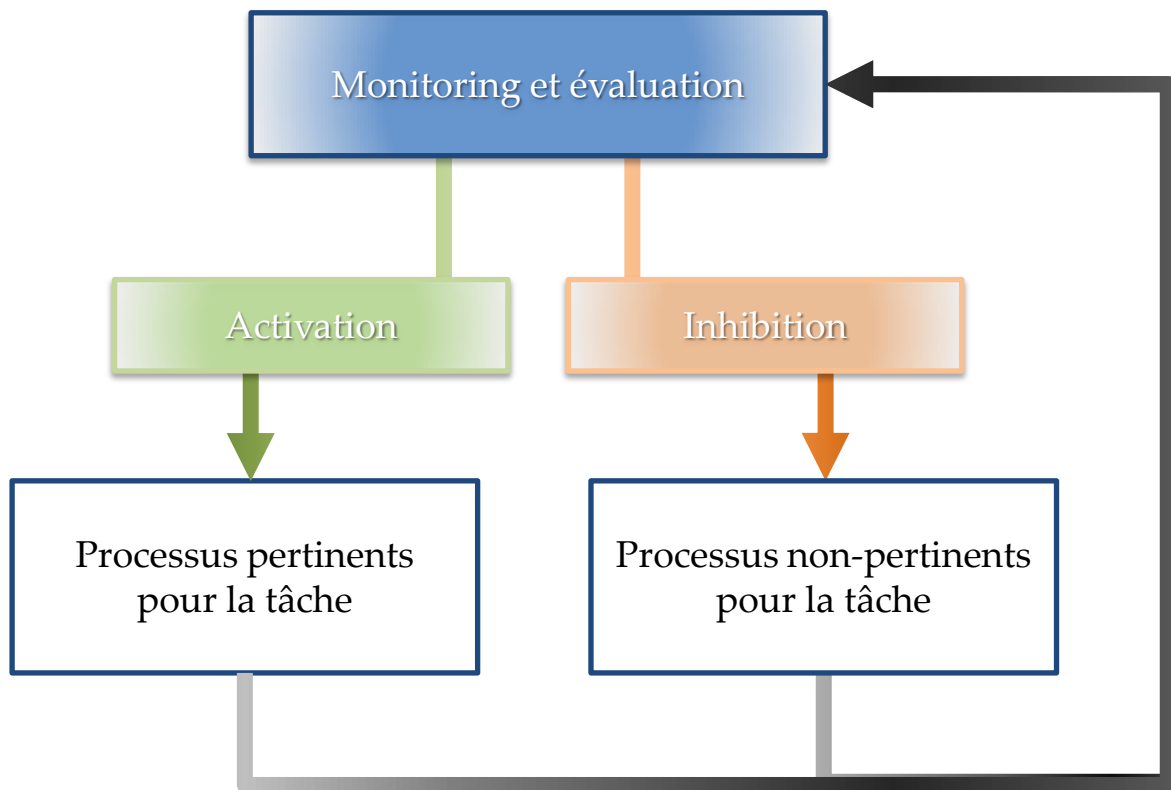 Monitoring et évaluation
Activation
Inhibition
Processus pertinents
pour la tâche
Processus non-pertinents
pour la tâche